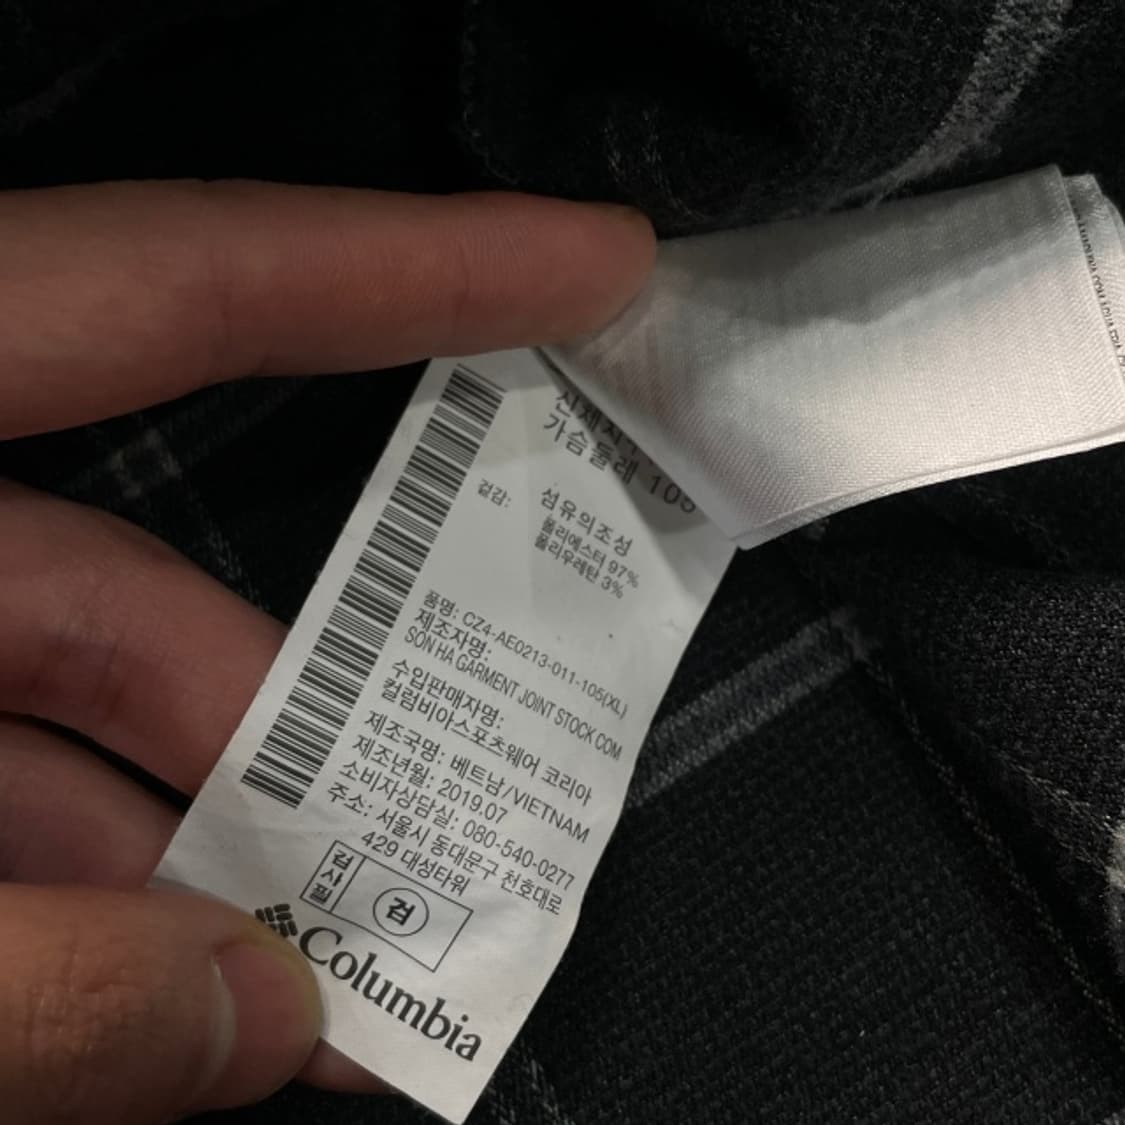 신체치수
가슴둘레 105
겉감:
섬유의조성
폴리에스터 97%
폴리우레탄 3%
품명: CZ4-AE0213-011-105(XL)
제조자명:
SON HA GARMENT JOINT STOCK COM
수입판매자명:
컬럼비아스포츠웨어 코리아
제조국명: 베트남/VIETNAM
제조년월: 2019.07
소비자상담실: 080-540-0277
주소: 서울시 동대문구 천호대로
429 대성타워
검사필
검
Columbia